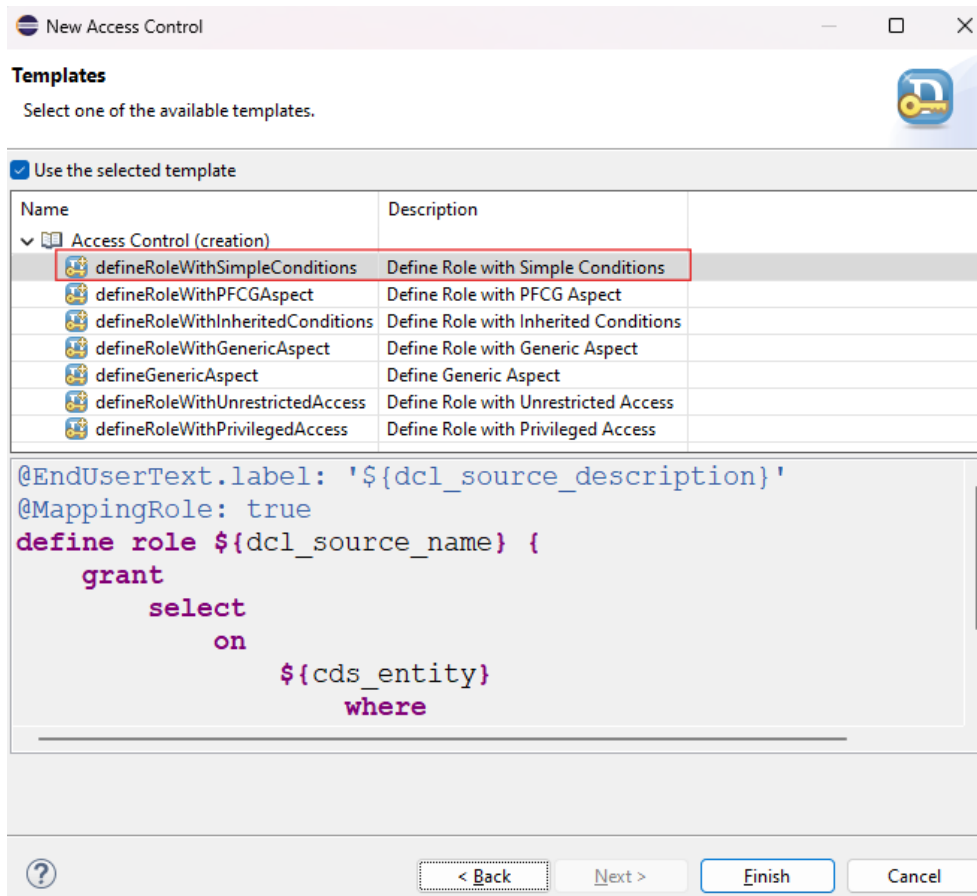 New Access Control
Templates
Select one of the available templates.
Use the selected template
Name Description
Access Control (creation)
defineRoleWithSimpleConditions Define Role with Simple Conditions
defineRoleWithPFCGAspect Define Role with PFCG Aspect
defineRoleWithInheritedConditions Define Role with Inherited Conditions
defineRoleWithGenericAspect Define Role with Generic Aspect
defineGenericAspect Define Generic Aspect
defineRoleWithUnrestrictedAccess Define Role with Unrestricted Access
defineRoleWithPrivilegedAccess Define Role with Privileged Access
@EndUserText.label: '${dcl_source_description}'
@MappingRole: true
define role ${dcl_source_name} {
grant
select
on
${cds_entity}
where
< Back Next > Finish Cancel